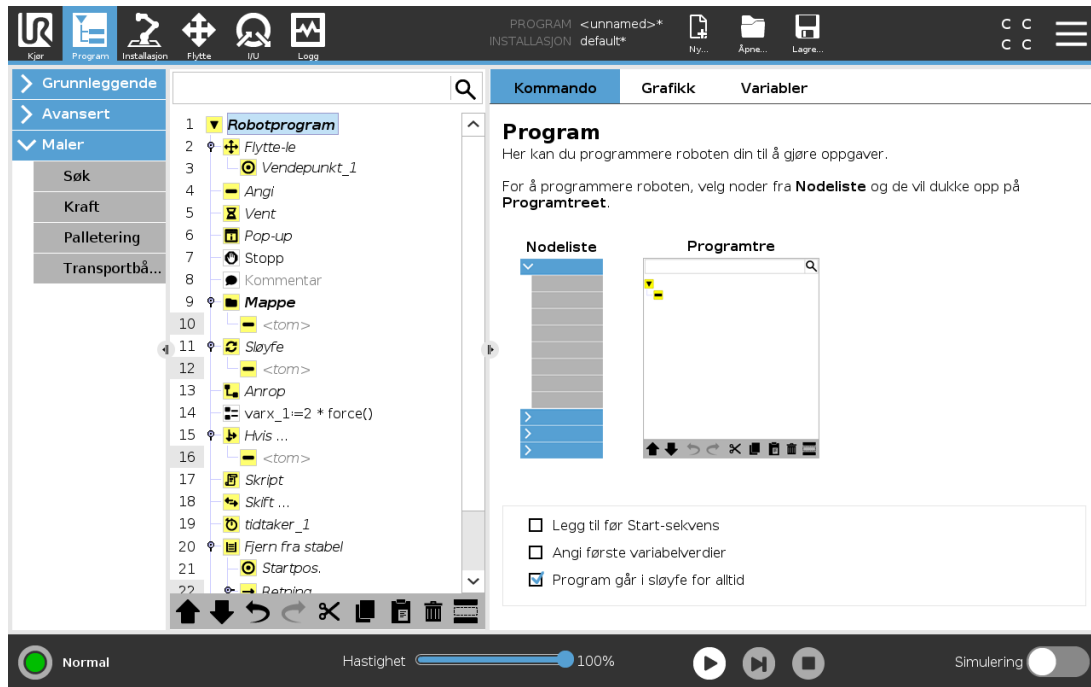 PROGRAM <unnamed>*
INSTALLASJON default*
Kjør Program Installasjon Flytte I/U Logg Ny... Åpne... Lagre...
C C
C C
Grunnleggende
Avansert
Maler
Søk
Kraft
Palletering
Transportbå...
1 Robotprogram
2 Flytte-le
3 Vendepunkt_1
4 Angi
5 Vent
6 Pop-up
7 Stopp
8 Kommentar
9 Mappe
10 <tom>
11 Sløyfe
12 <tom>
13 Anrop
14 varx_1:=2 * force()
15 Hvis ...
16 <tom>
17 Skript
18 Skift ...
19 tidtaker_1
20 Fjern fra stabel
21 Startpos.
22 Retning
Kommando Grafikk Variabler
Program
Her kan du programmere roboten din til å gjøre oppgaver.
For å programmere roboten, velg noder fra Nodeliste og de vil dukke opp på
Programtreet.
Nodeliste Programtre
Legg til før Start-sekvens
Angi første variabelverdier
Program går i sløyfe for alltid
Normal Hastighet 100% Simulering